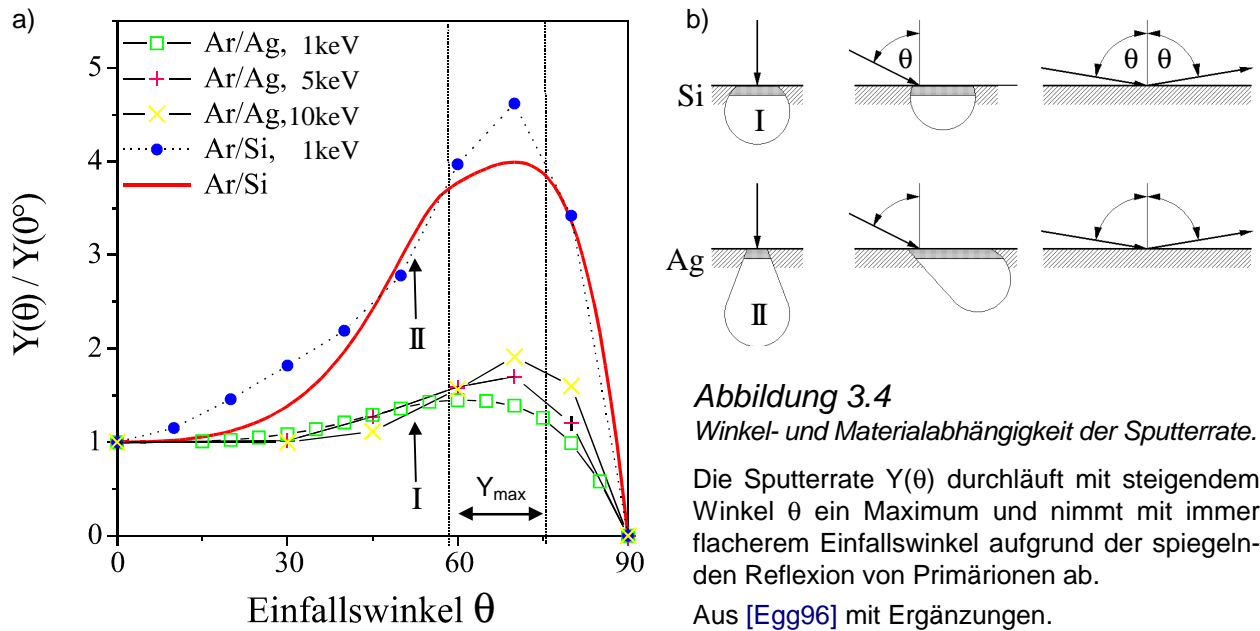 a)
Ar/Ag, 1keV
Ar/Ag, 5keV
Ar/Ag, 10keV
Ar/Si, 1keV
Ar/Si
Y(θ) / Y(0°)
5
4
3
2
1
0
II
I
Ymax
0 30 60 90
Einfallswinkel θ
b)
θ θ θ
Si
I
Ag
II
Abbildung 3.4
Winkel- und Materialabhängigkeit der Sputterrate.
Die Sputterrate Y(θ) durchläuft mit steigendem
Winkel θ ein Maximum und nimmt mit immer
flacherem Einfallswinkel aufgrund der spiegeln-
den Reflexion von Primärionen ab.
Aus [Egg96] mit Ergänzungen.